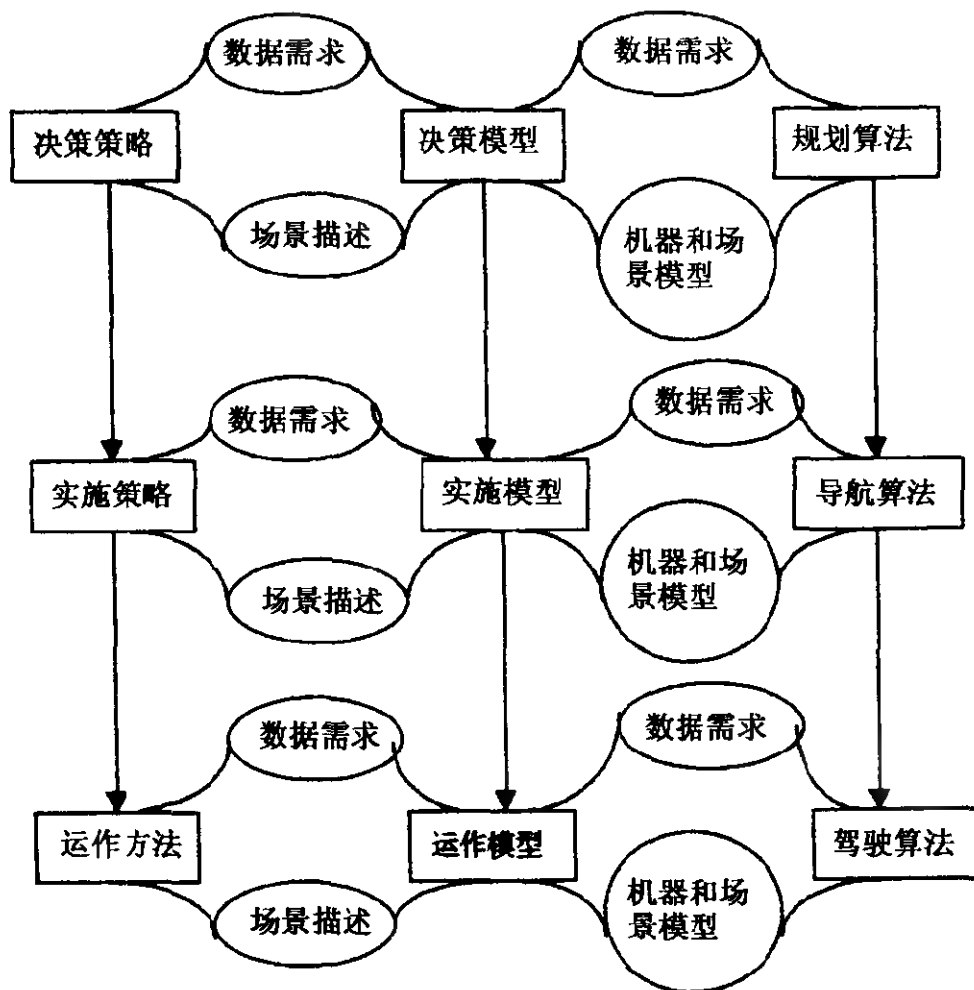 数据需求
数据需求
决策策略
决策模型
规划算法
场景描述
机器和场
景模型
数据需求
数据需求
实施策略
实施模型
导航算法
场景描述
机器和场
景模型
数据需求
数据需求
运作方法
运作模型
驾驶算法
场景描述
机器和场
景模型